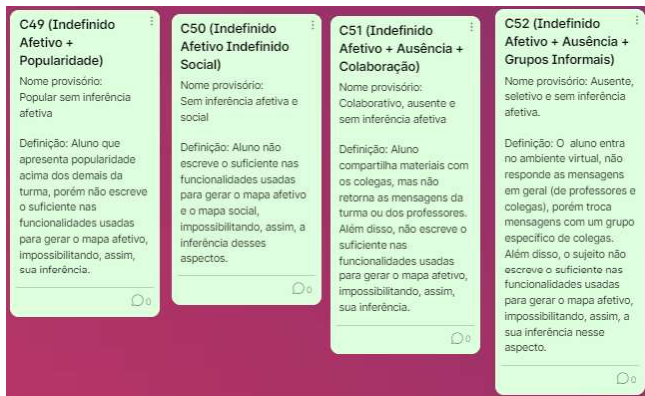 C49 (Indefinido
Afetivo +
Popularidade)
Nome provisório:
Popular sem inferência
afetiva
Definição: Aluno que
apresenta popularidade
acima dos demais da
turma, porém não escreve
o suficiente nas
funcionalidades usadas
para gerar o mapa afetivo,
impossibilitando, assim,
sua inferência.
0
C50 (Indefinido
Afetivo Indefinido
Social)
Nome provisório:
Sem inferência afetiva e
social
Definição: Aluno não
escreve o suficiente nas
funcionalidades usadas
para gerar o mapa afetivo
e o mapa social,
impossibilitando, assim, a
inferência desses
aspectos.
0
C51 (Indefinido
Afetivo + Ausência +
Colaboração)
Nome provisório:
Colaborativo, ausente e
sem inferência afetiva
Definição: Aluno
compartilha materiais com
os colegas, mas não
retorna as mensagens da
turma ou dos professores.
Além disso, não escreve o
suficiente nas
funcionalidades usadas
para gerar o mapa afetivo,
impossibilitando, assim,
sua inferência.
0
C52 (Indefinido
Afetivo + Ausência +
Grupos Informais)
Nome provisório: Ausente,
seletivo e sem inferência
afetiva.
Definição: O aluno entra
no ambiente virtual, não
responde as mensagens
em geral (de professores e
colegas), porém troca
mensagens com um grupo
específico de colegas.
Além disso, o sujeito não
escreve o suficiente nas
funcionalidades usadas
para gerar o mapa afetivo,
impossibilitando, assim, a
sua inferência nesse
aspecto.
0